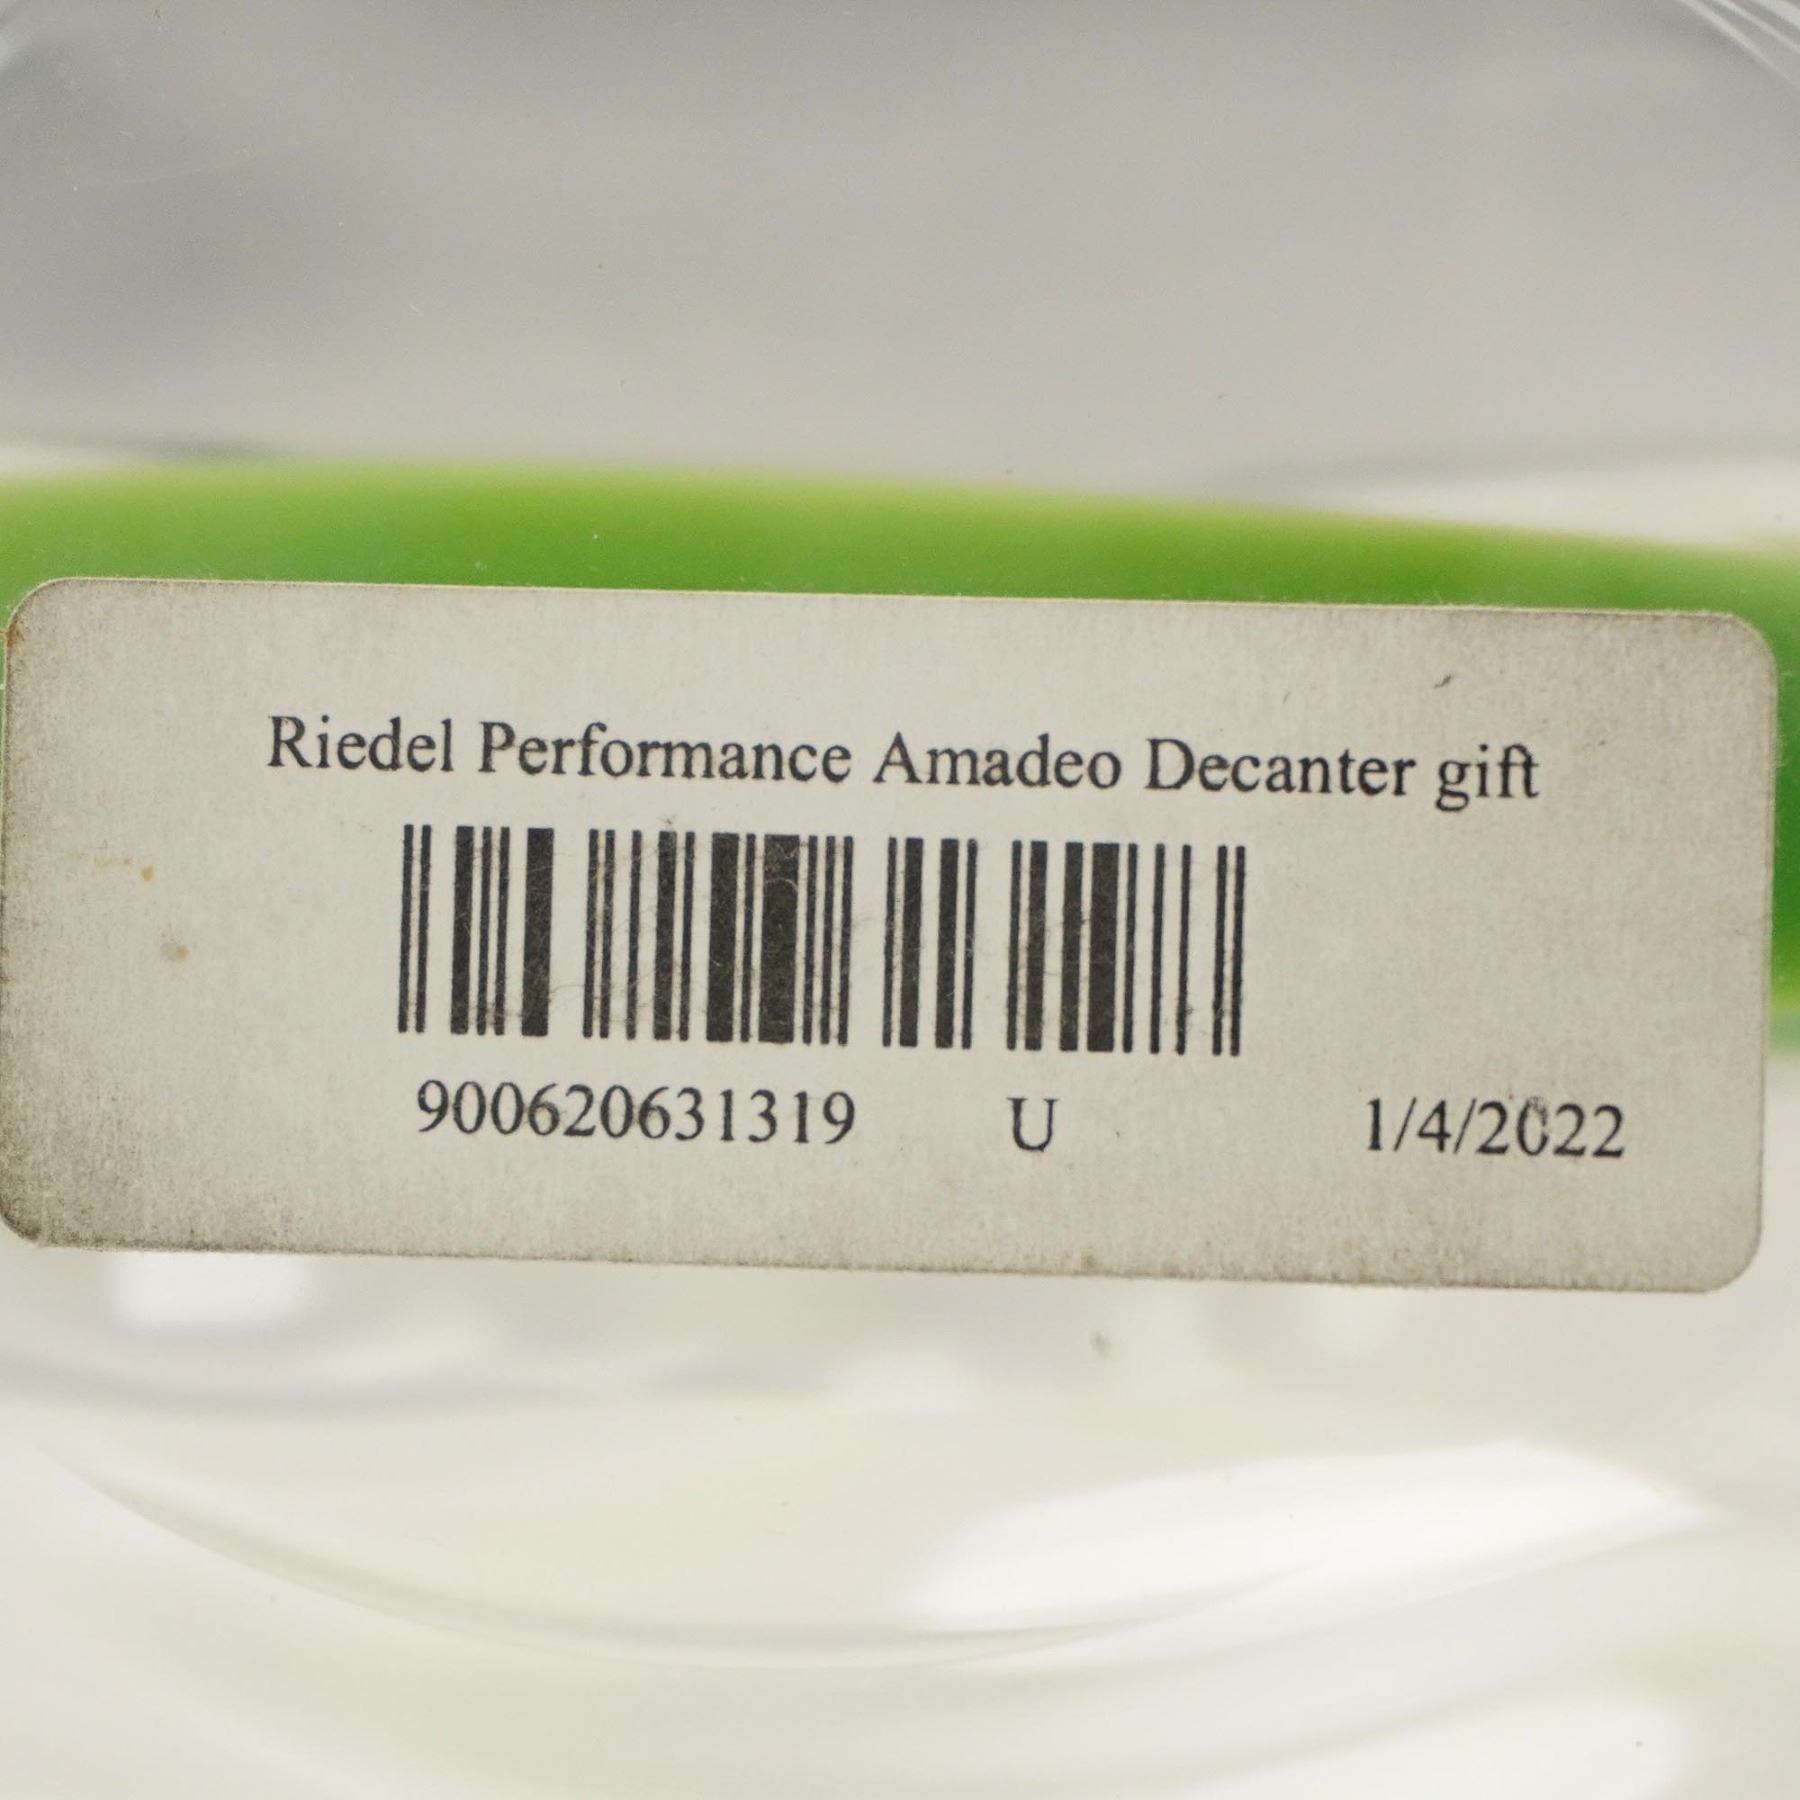 Riedel Performance Amadeo Decanter gift
900620631319 U 1/4/2022